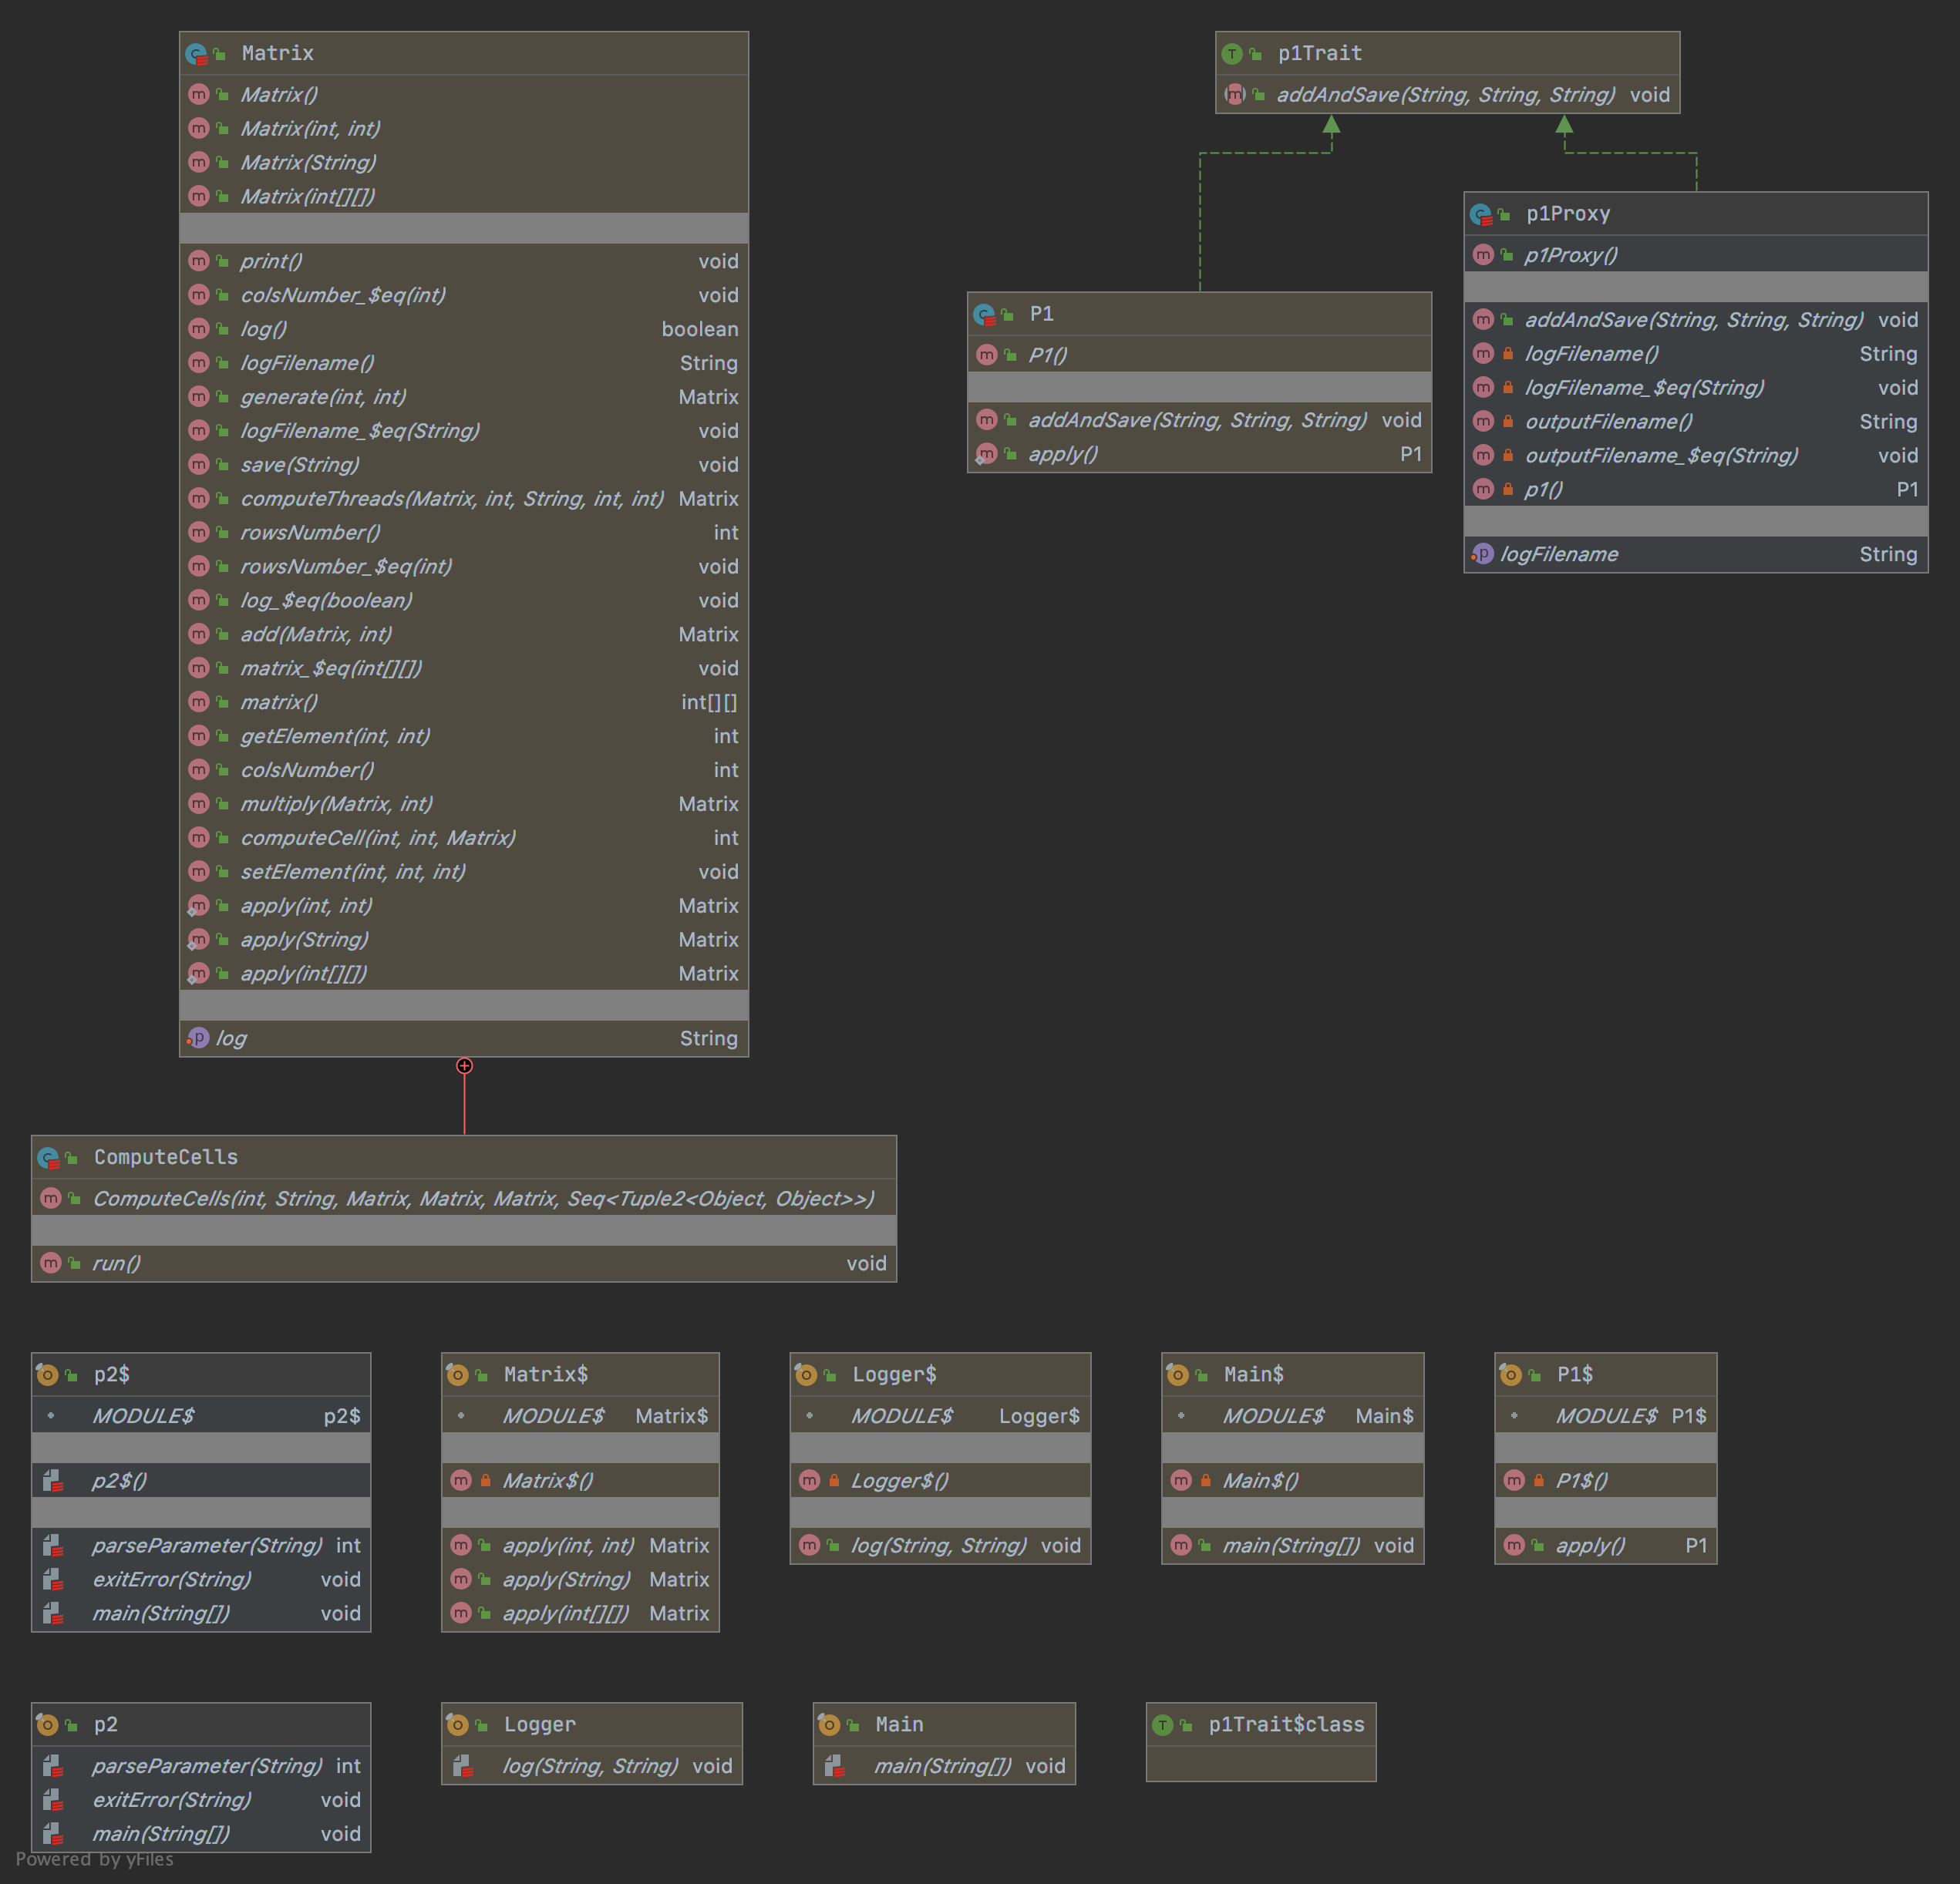 Matrix
Matrix()
Matrix(int, int)
Matrix(String)
Matrix(int[][])
print() void
colsNumber_$eq(int) void
log() boolean
logFilename() String
generate(int, int) Matrix
logFilename_$eq(String) void
save(String) void
computeThreads(Matrix, int, String, int, int) Matrix
rowsNumber() int
rowsNumber_$eq(int) void
log_$eq(boolean) void
add(Matrix, int) Matrix
matrix_$eq(int[][]) void
matrix() int[][]
getElement(int, int) int
colsNumber() int
multiply(Matrix, int) Matrix
computeCell(int, int, Matrix) int
setElement(int, int, int) void
apply(int, int) Matrix
apply(String) Matrix
apply(int[][]) Matrix
log String
p1Trait
addAndSave(String, String, String) void
P1
P1()
addAndSave(String, String, String) void
apply() P1
p1Proxy
p1Proxy()
addAndSave(String, String, String) void
logFilename() String
logFilename_$eq(String) void
outputFilename() String
outputFilename_$eq(String) void
p1() P1
logFilename String
ComputeCells
ComputeCells(int, String, Matrix, Matrix, Matrix, Seq<Tuple2<Object, Object>>)
run() void
p2$
MODULE$ p2$
p2$()
parseParameter(String) int
exitError(String) void
main(String[]) void
Matrix$
MODULE$ Matrix$
Matrix$()
apply(int, int) Matrix
apply(String) Matrix
apply(int[][]) Matrix
Logger$
MODULE$ Logger$
Logger$()
log(String, String) void
Main$
MODULE$ Main$
Main$()
main(String[]) void
P1$
MODULE$ P1$
P1$()
apply() P1
p2
parseParameter(String) int
exitError(String) void
main(String[]) void
Logger
log(String, String) void
Main
main(String[]) void
p1Trait$class
Powered by yFiles